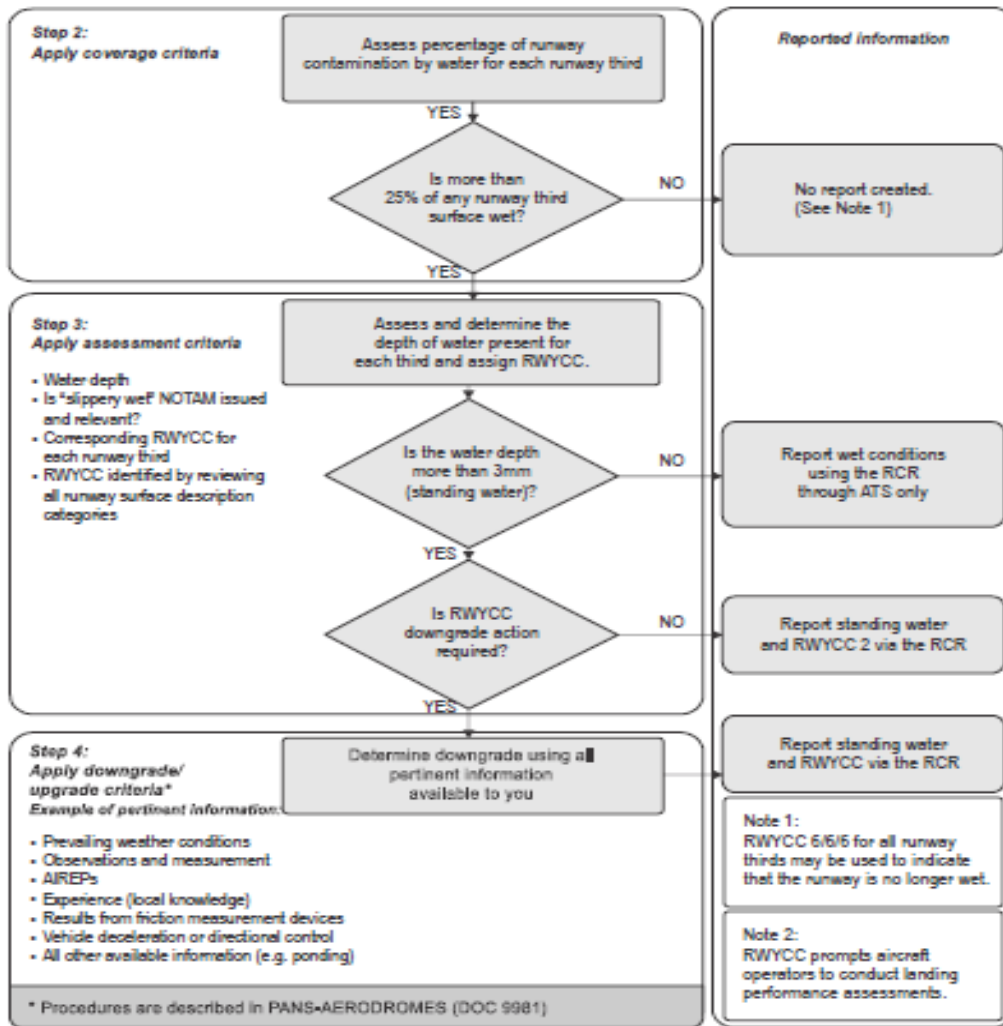 Step 2:
Apply coverage criteria
Assess percentage of runway
contamination by water for each runway third
YES
Is more than
25% of any runway third
surface wet?
NO
YES
Reported information
No report created.
(See Note 1)
Step 3:
Apply assessment criteria
• Water depth
• Is "slippery wet" NOTAM issued
and relevant?
• Corresponding RWYCC for
each runway third
• RWYCC identified by reviewing
all runway surface description
categories
Assess and determine the
depth of water present for
each third and assign RWYCC.
Is the water depth
more than 3mm
(standing water)?
NO
Report wet conditions
using the RCR
through ATS only
YES
Is RWYCC
downgrade action
required?
NO
Report standing water
and RWYCC 2 via the RCR
YES
Step 4:
Apply downgrade/
upgrade criteria*
Example of pertinent information:
• Prevailing weather conditions
• Observations and measurement
• AIREPs
• Experience (local knowledge)
• Results from friction measurement devices
• Vehicle deceleration or directional control
• All other available information (e.g. ponding)
Determine downgrade using all
pertinent information
available to you
Report standing water
and RWYCC via the RCR
Note 1:
RWYCC 6/6/6 for all runway
thirds may be used to indicate
that the runway is no longer wet.
Note 2:
RWYCC prompts aircraft
operators to conduct landing
performance assessments.
* Procedures are described in PANS-AERODROMES (DOC 9981)